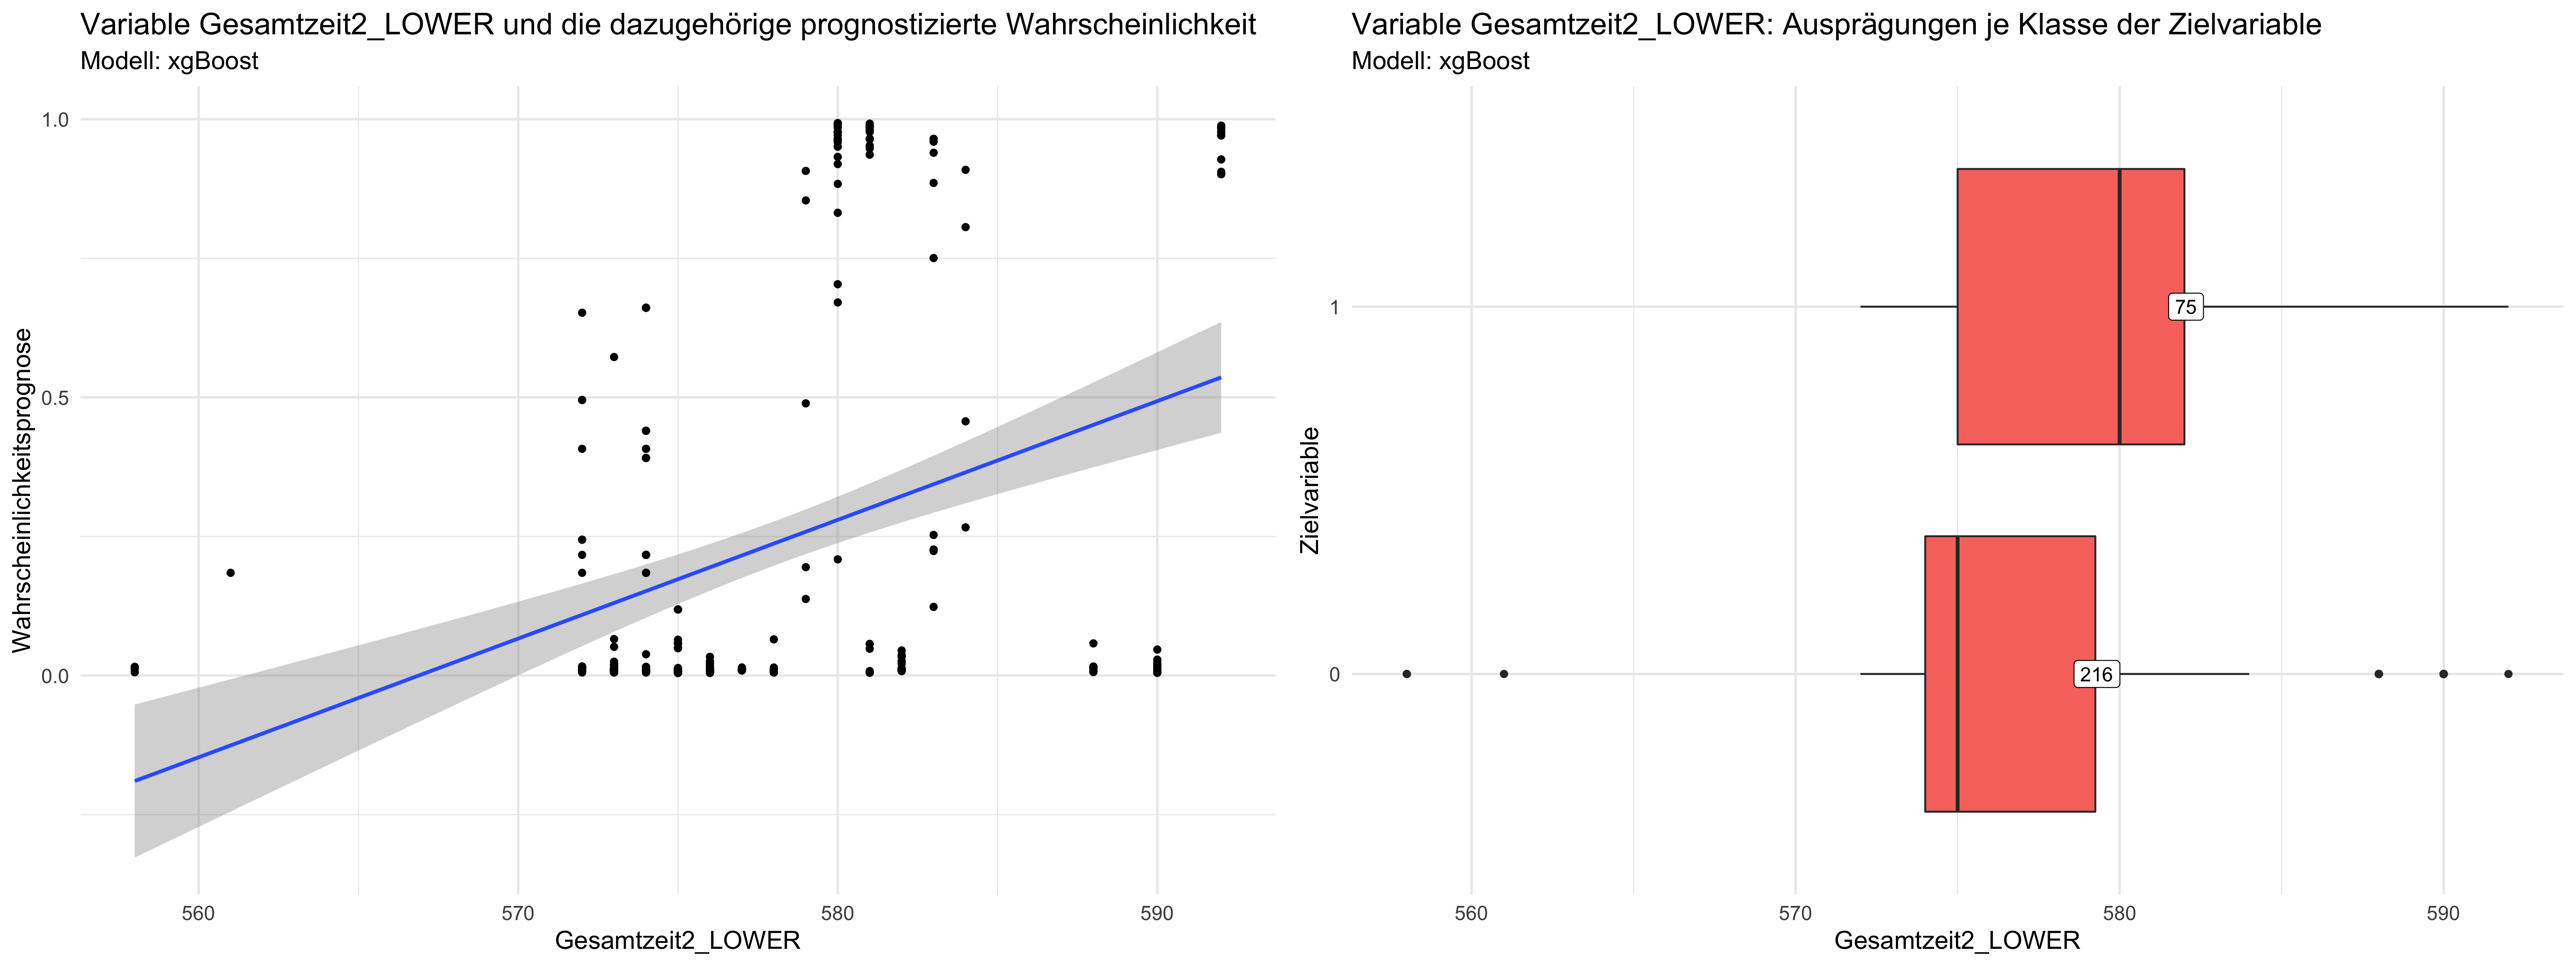 Variable Gesamtzeit2_LOWER und die dazugehörige prognostizierte Wahrscheinlichkeit
Modell: xgBoost
Wahrscheinlichkeitsprognose
1.0
0.5
0.0
560 570 580 590
Gesamtzeit2_LOWER
Variable Gesamtzeit2_LOWER: Ausprägungen je Klasse der Zielvariable
Modell: xgBoost
Zielvariable
1
75
0
216
560 570 580 590
Gesamtzeit2_LOWER